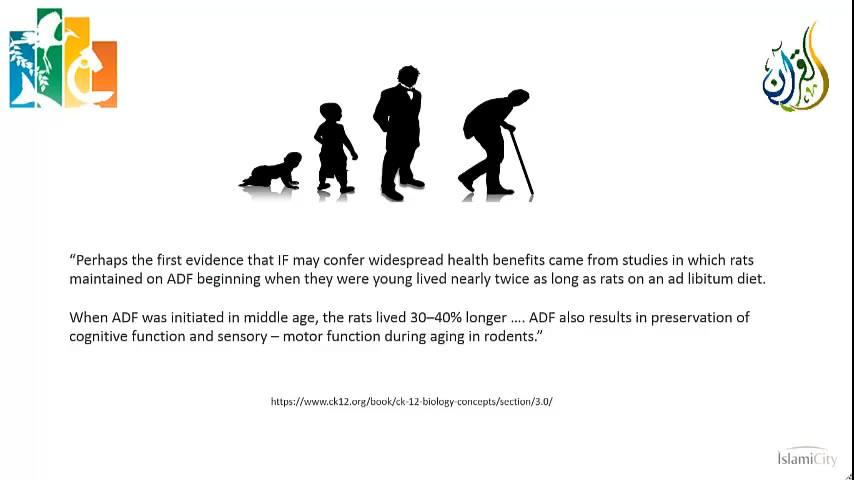 القرآن
“Perhaps the first evidence that IF may confer widespread health benefits came from studies in which rats
maintained on ADF beginning when they were young lived nearly twice as long as rats on an ad libitum diet.
When ADF was initiated in middle age, the rats lived 30–40% longer …. ADF also results in preservation of
cognitive function and sensory – motor function during aging in rodents.”
https://www.ck12.org/book/ck-12-biology-concepts/section/3.0/
IslamiCity